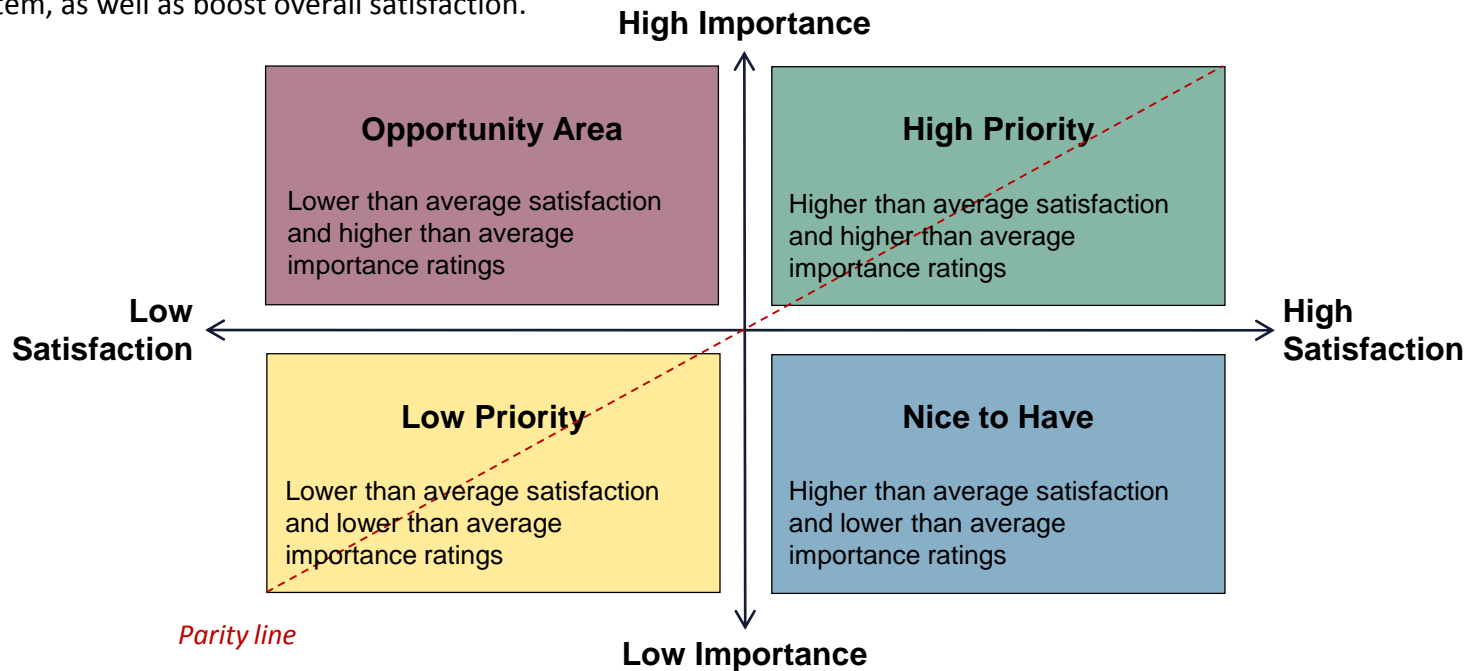 tem, as well as boost overall satisfaction.
High Importance
Opportunity Area
Lower than average satisfaction
and higher than average
importance ratings
High Priority
Higher than average satisfaction
and higher than average
importance ratings
Low
Satisfaction
High
Satisfaction
Low Priority
Lower than average satisfaction
and lower than average
importance ratings
Nice to Have
Higher than average satisfaction
and lower than average
importance ratings
Parity line
Low Importance